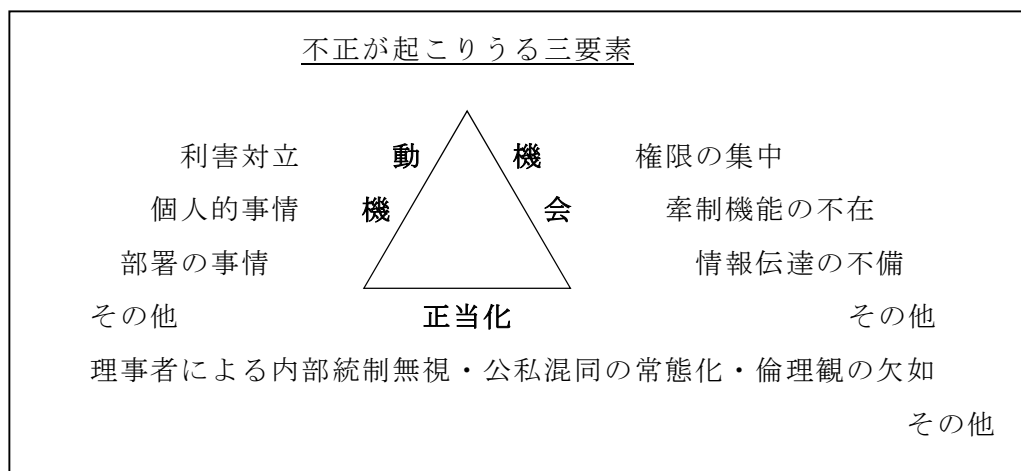 不正が起こりうる三要素
利害対立 動 機 権限の集中
個人的事情 機 会 牽制機能の不在
部署の事情 情報伝達の不備
その他 正当化 その他
理事者による内部統制無視・公私混同の常態化・倫理観の欠如
その他